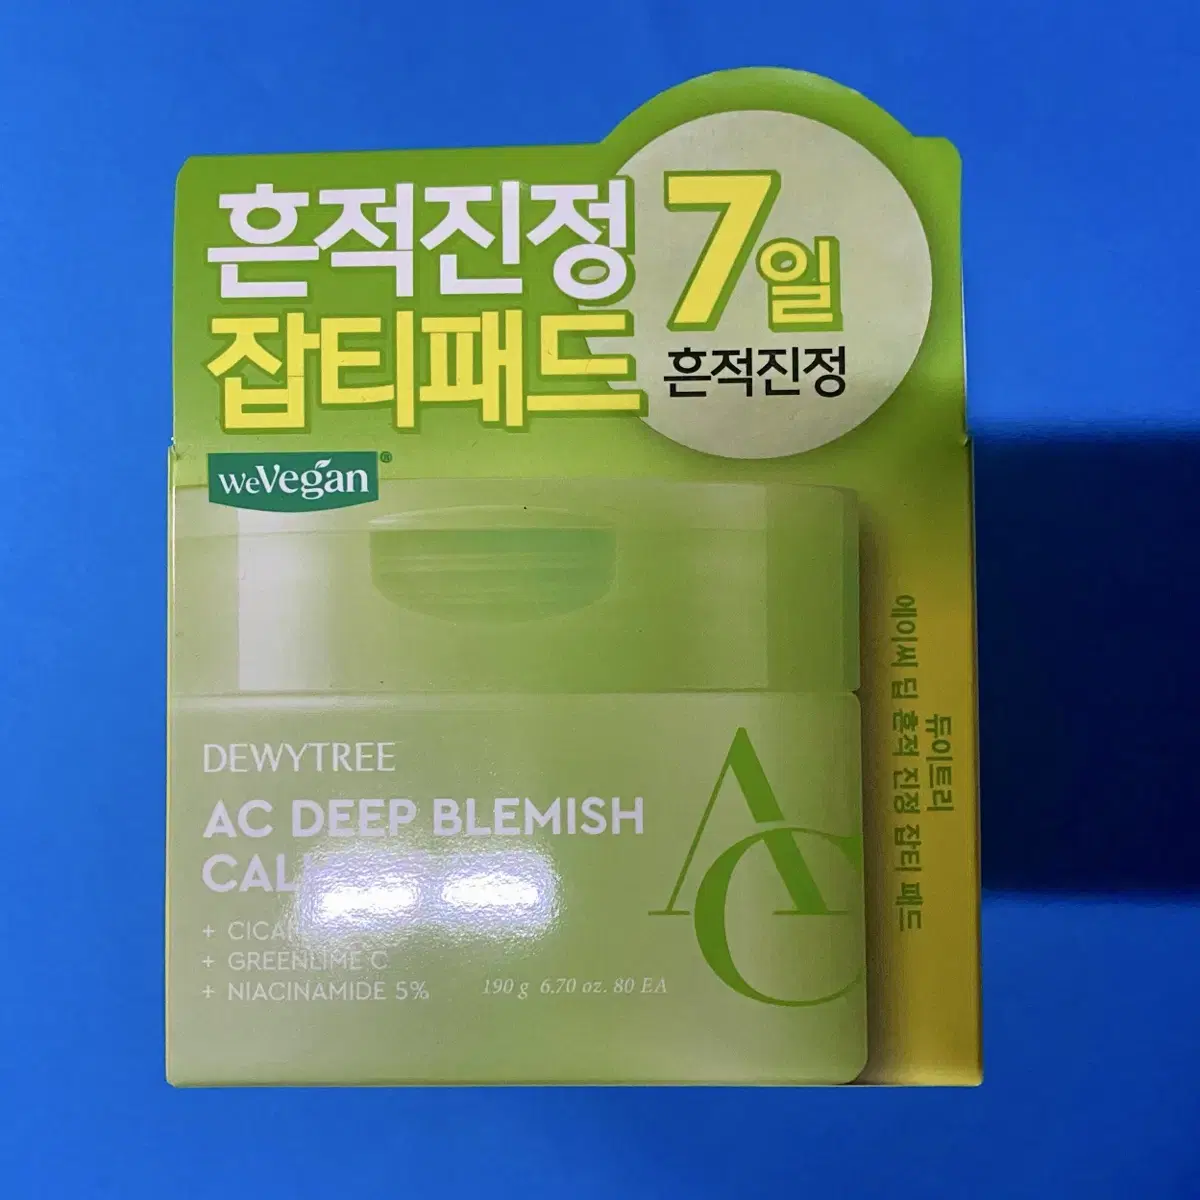 흔적진정
잡티패드
7일
흔적진정
weVegan®
DEWYTREE
AC DEEP BLEMISH
+ GREENLIME C
+ NIACINAMIDE 5%
190 g 6.70 oz. 80 EA
AC
듀이트리
에이씨 딥 흔적 진정 잡티 패드